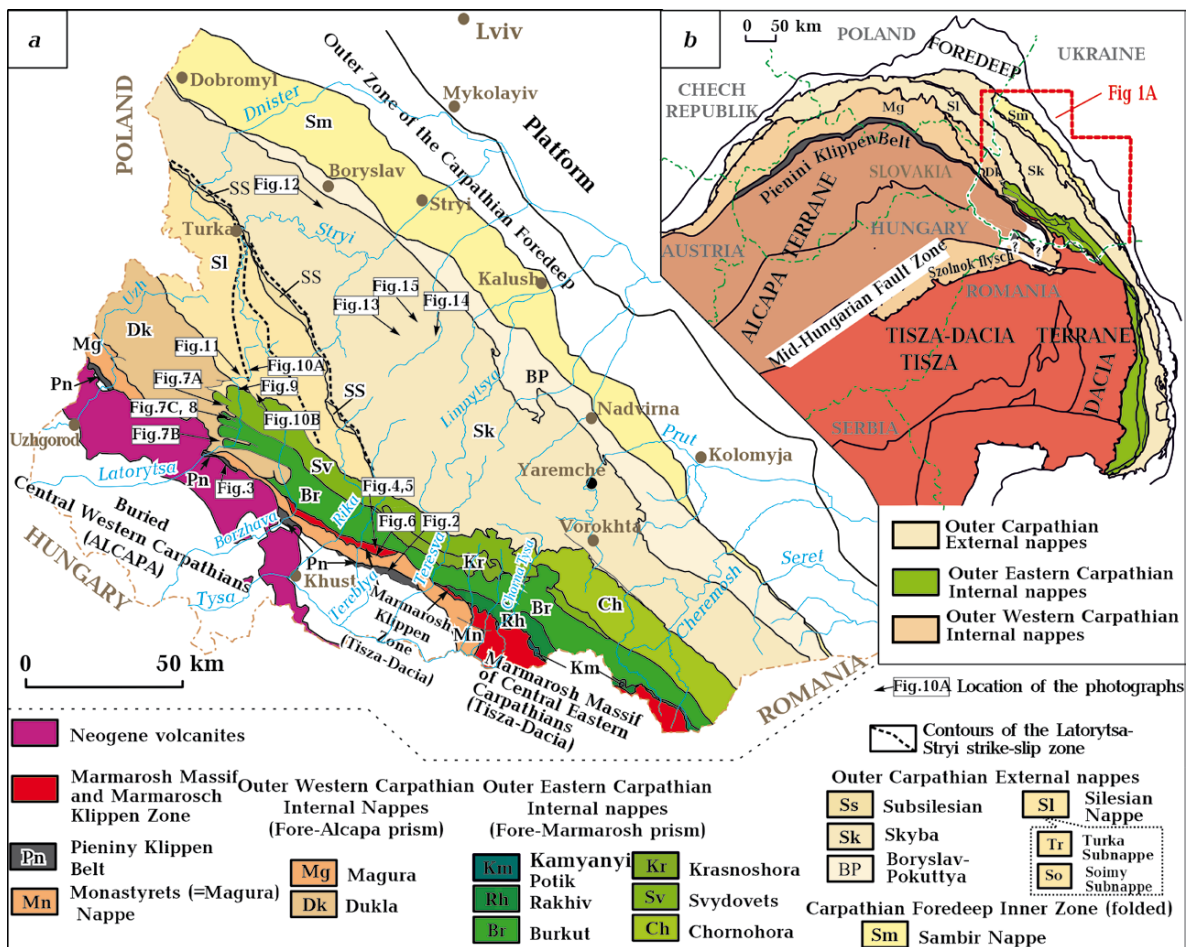 a
Lviv
Dobromyl
Dnister
Mykolayiv
POLAND
Sm
Outer Zone of the Carpathian Foredeep
Platform
Boryslav
SS
Fig.12
Stryi
Turka
Stryi
Sl
SS
Kalush
Uzh
Fig.15
Fig.13
Fig.14
Dk
Mg
Fig.11
Fig.10A
Pn
Fig.7A
Fig.9
SS
BP
Limnytsya
Fig.7C, 8
Fig.10B
Nadvirna
Uzhgorod
Fig.7B
Sk
Prut
Kolomyja
Latorytsa
Sv
Yaremche
Pn
Fig.3
Br
Fig.4,5
Rika
Buried
Central Western Carpathians
(ALCAPA)
Borzhava
Fig.6
Fig.2
Vorokhta
HUNGARY
Teresva
Kr
Seret
Pn
Khust
Tysa
Tereblya
Br
Ch
Cheremosh
Marmarosh
Klippen
Zone
(Tisza-Dacia)
Rh
Mn
0 50 km
Km
Marmarosh Massif
of Central Eastern
Carpathians
(Tisza-Dacia)
ROMANIA
b
0 50 km
POLAND
FOREDEEP
UKRAINE
CHECH
REPUBLIK
Mg
Sl
Sm
Fig 1A
Pienini KlippenBelt
SLOVAKIA
Dk
Sk
ALCAPA TERRANE
AUSTRIA
HUNGARY
?
?
Szolnok flysch
Mid-Hungarian Fault Zone
ROMANIA
TISZA-DACIA TERRANE
TISZA
DACIA
SERBIA
Outer Carpathian
External nappes
Outer Eastern Carpathian
Internal nappes
Outer Western Carpathian
Internal nappes
Fig.10A Location of the photographs
Contours of the Latorytsa-
Stryi strike-slip zone
Neogene volcanites
Marmarosh Massif
and Marmarosch
Klippen Zone
Pn Pieniny Klippen
Belt
Mn Monastyrets (=Magura)
Nappe
Outer Western Carpathian
Internal Nappes
(Fore-Alcapa prism)
Mg Magura
Dk Dukla
Outer Eastern Carpathian
Internal nappes
(Fore-Marmarosh prism)
Km Kamyanyi
Potik
Rh Rakhiv
Br Burkut
Kr Krasnoshora
Sv Svydovets
Ch Chornohora
Outer Carpathian External nappes
Ss Subsilesian
Sk Skyba
BP Boryslav-
Pokuttya
Sl Silesian
Nappe
Tr Turka
Subnappe
So Soimy
Subnappe
Carpathian Foredeep Inner Zone (folded)
Sm Sambir Nappe